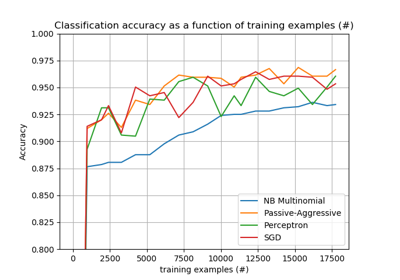 Classification accuracy as a function of training examples (#)
1.000
0.975
0.950
0.925
0.900
0.875
0.850
0.825
0.800
Accuracy
0 2500 5000 7500 10000 12500 15000 17500
training examples (#)
NB Multinomial
Passive-Aggressive
Perceptron
SGD